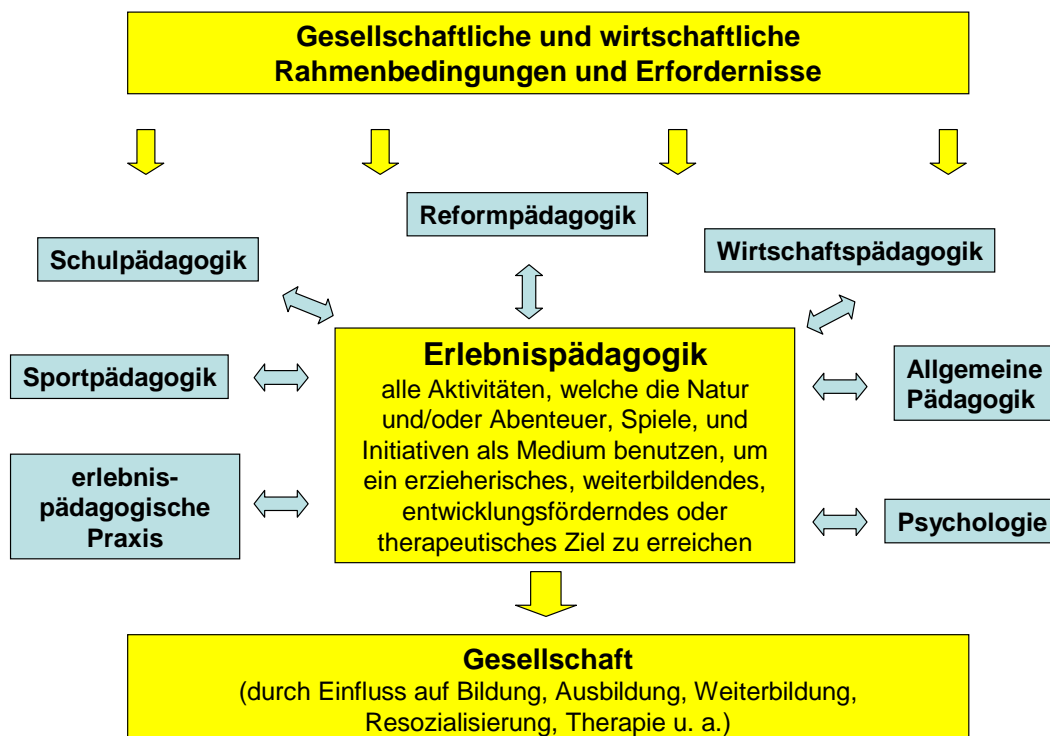 Gesellschaftliche und wirtschaftliche
Rahmenbedingungen und Erfordernisse
Reformpädagogik
Schulpädagogik
Wirtschaftspädagogik
Sportpädagogik
erlebnis-
pädagogische
Praxis
Erlebnispädagogik
alle Aktivitäten, welche die Natur
und/oder Abenteuer, Spiele, und
Initiativen als Medium benutzen, um
ein erzieherisches, weiterbildendes,
entwicklungsförderndes oder
therapeutisches Ziel zu erreichen
Allgemeine
Pädagogik
Psychologie
Gesellschaft
(durch Einfluss auf Bildung, Ausbildung, Weiterbildung,
Resozialisierung, Therapie u. a.)